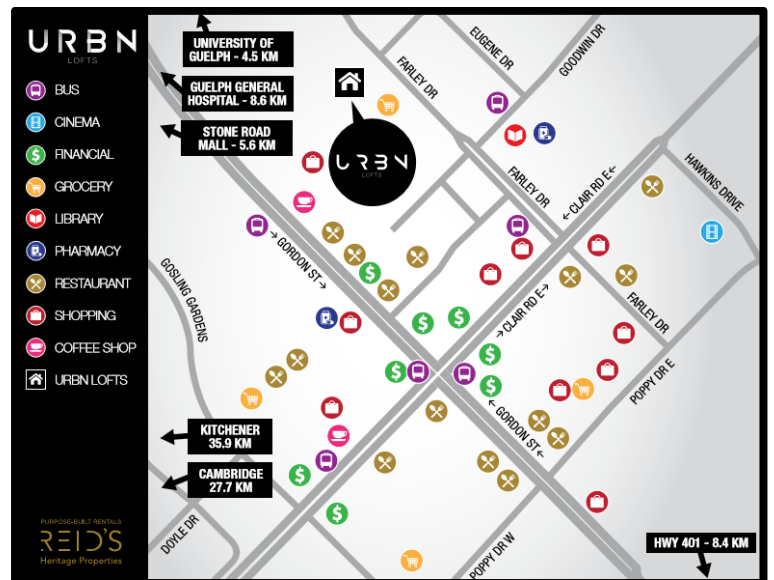 URBN
LOFTS
BUS
CINEMA
FINANCIAL
GROCERY
LIBRARY
PHARMACY
RESTAURANT
SHOPPING
COFFEE SHOP
URBN LOFTS
PURPOSE-BUILT RENTALS
REID'S
Heritage Properties
UNIVERSITY OF
GUELPH - 4.5 KM
GUELPH GENERAL
HOSPITAL - 8.6 KM
STONE ROAD
MALL - 5.6 KM
FARLEY DR
EUGENE DR
GOODWIN DR
URBN
LOFTS
FARLEY DR
←CLAIR RD E←
HAWKINS DRIVE
→GORDON ST→
GOSLING GARDENS
→CLAIR RD E→
FARLEY DR
POPPY DR E
←GORDON ST←
KITCHENER
35.9 KM
CAMBRIDGE
27.7 KM
DOYLE DR
POPPY DR W
HWY 401 - 8.4 KM